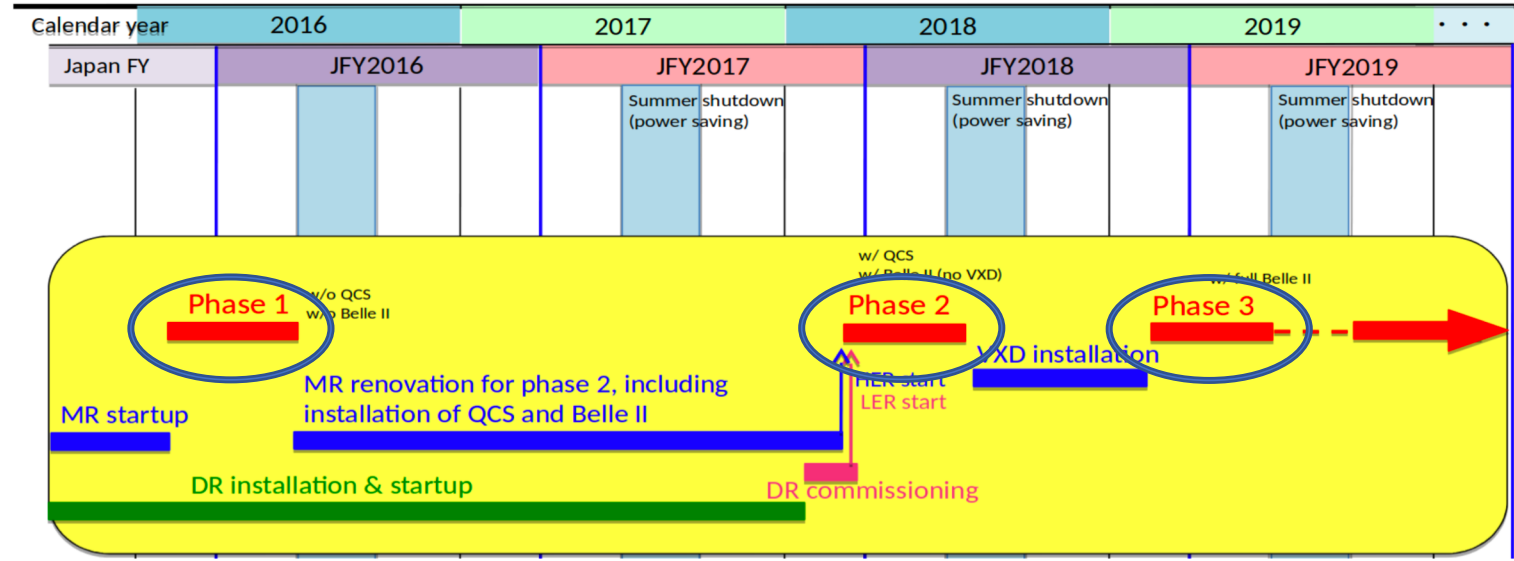 Calendar year 2016 2017 2018 2019 . . .
Japan FY JFY2016 JFY2017 JFY2018 JFY2019
Summer shutdown
(power saving)
Summer shutdown
(power saving)
Summer shutdown
(power saving)
w/ QCS
w/ Belle II (no VXD)
w/ full Belle II
Phase 1
w/o QCS
w/o Belle II
Phase 2
Phase 3
VXD installation
HER start
LER start
MR renovation for phase 2, including
installation of QCS and Belle II
MR startup
DR installation & startup
DR commissioning